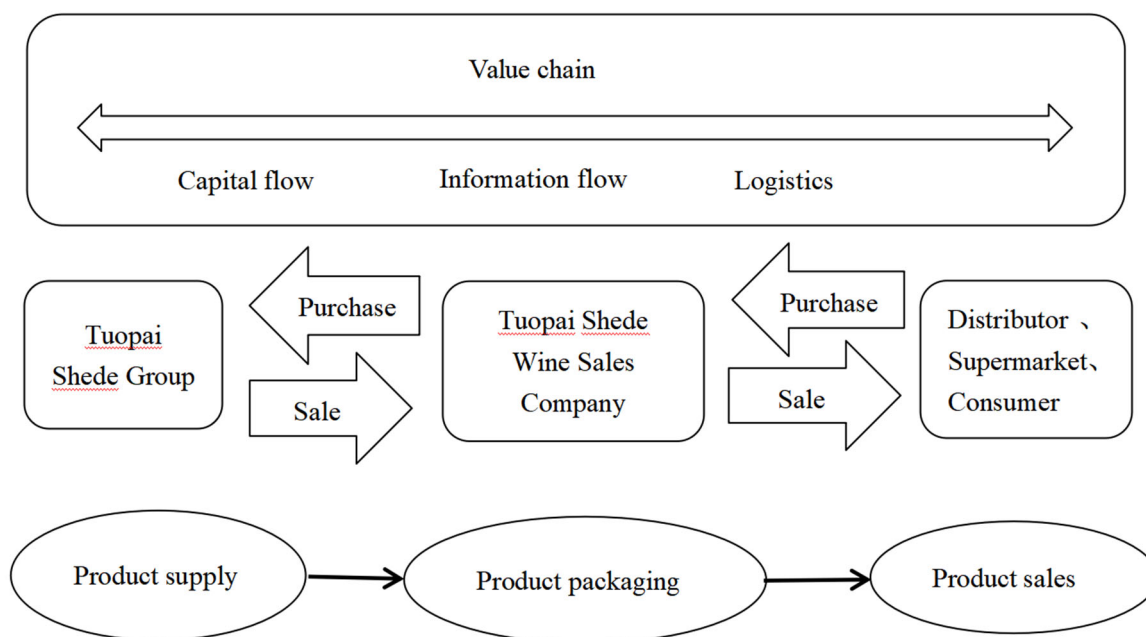 Value chain
Capital flow
Information flow
Logistics
Tuopai
Shede Group
Purchase
Sale
Tuopai Shede
Wine Sales
Company
Purchase
Sale
Distributor 、
Supermarket、
Consumer
Product supply
Product packaging
Product sales